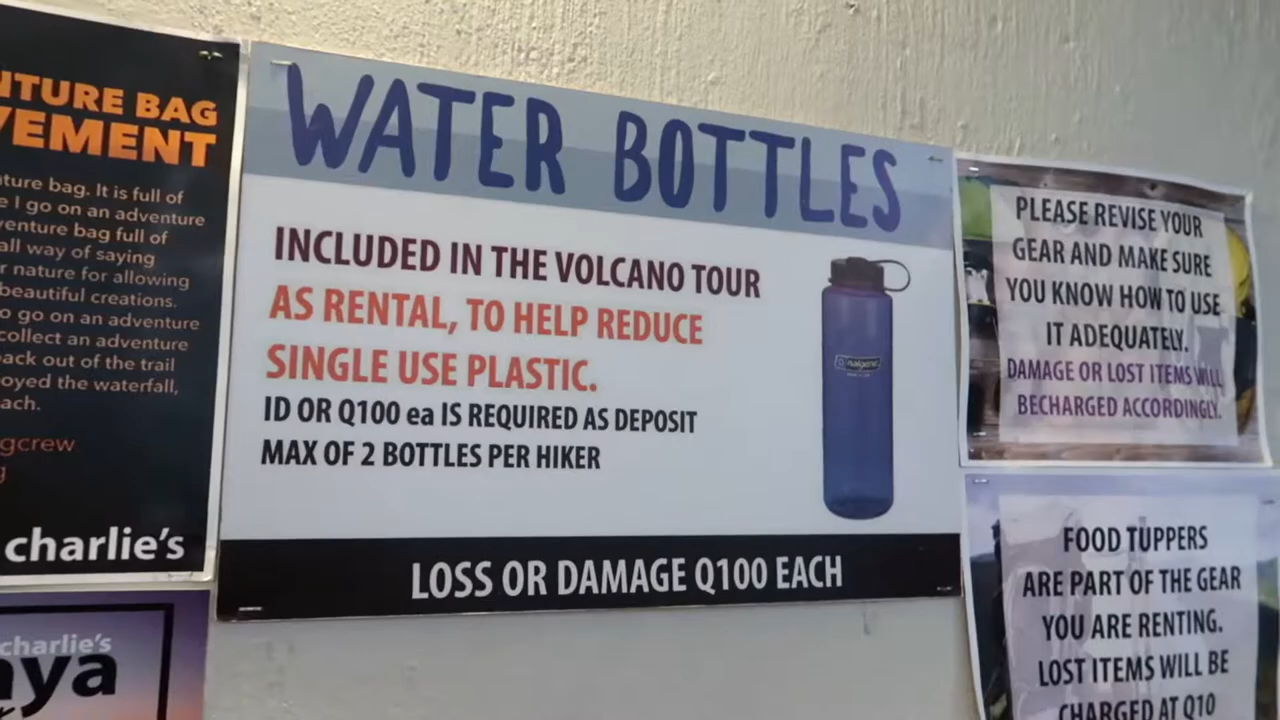 NTURE BAG
VEMENT
ture bag. It is full of
e I go on an adventure
venture bag full of
all way of saying
r nature for allowing
beautiful creations.
o go on an adventure
collect an adventure
ack out of the trail
oyed the waterfall,
ach.
gcrew
g
charlie's
charlie's
aya
WATER BOTTLES
INCLUDED IN THE VOLCANO TOUR
AS RENTAL, TO HELP REDUCE
SINGLE USE PLASTIC.
ID OR Q100 ea IS REQUIRED AS DEPOSIT
MAX OF 2 BOTTLES PER HIKER
nalgene
LOSS OR DAMAGE Q100 EACH
PLEASE REVISE YOUR
GEAR AND MAKE SURE
YOU KNOW HOW TO USE
IT ADEQUATELY.
DAMAGE OR LOST ITEMS WILL
BECHARGED ACCORDINGLY.
FOOD TUPPERS
ARE PART OF THE GEAR
YOU ARE RENTING.
LOST ITEMS WILL BE
CHARGED AT Q10